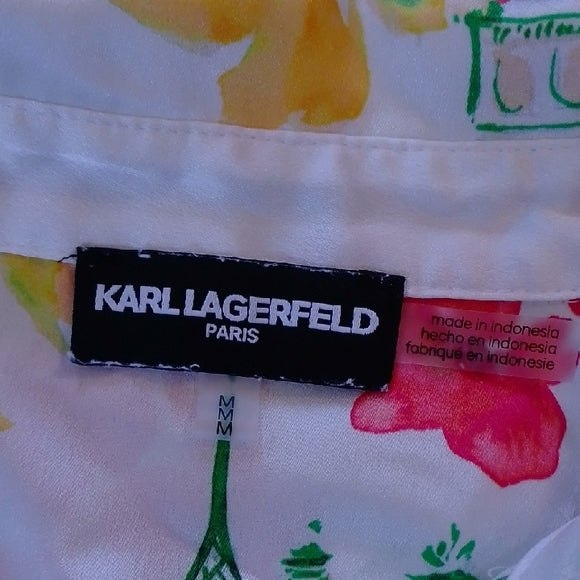 KARL LAGERFELD
PARIS
made in indonesia
hecho en indonesia
fabriqué en indonesie
M
M
M